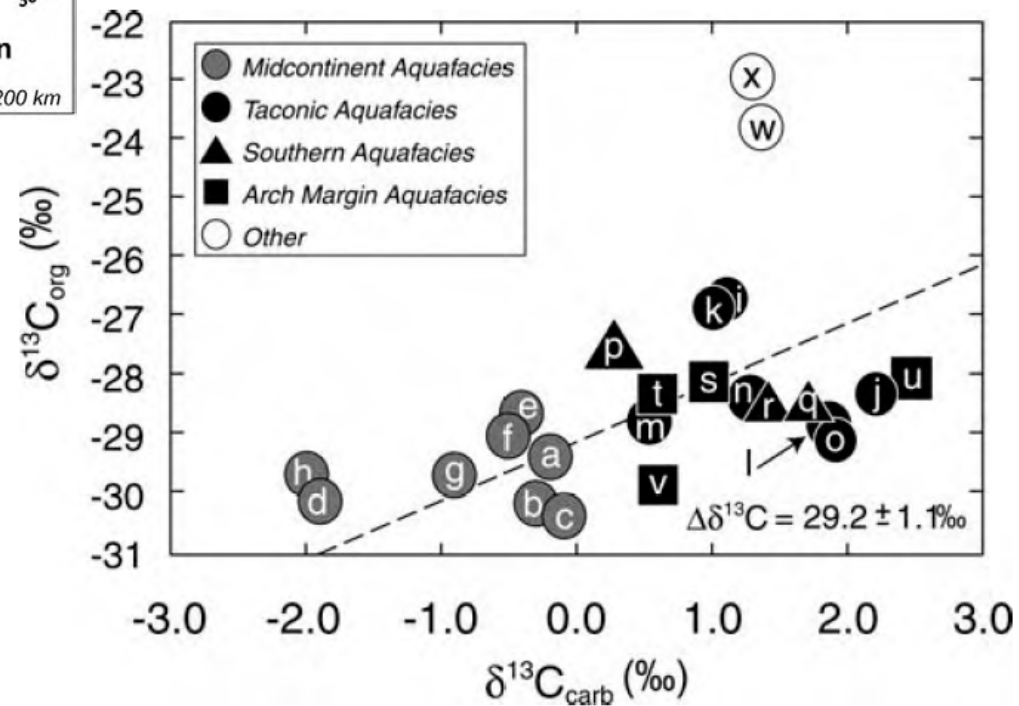 n
200 km
-22
-23
-24
-25
-26
-27
-28
-29
-30
-31
δ¹³C_org (‰)
Midcontinent Aquafacies
Taconic Aquafacies
Southern Aquafacies
Arch Margin Aquafacies
Other
x
w
i
k
p
s
t
u
n
r
q
j
e
m
f
o
a
l
h
g
v
d
b
c
Δδ¹³C = 29.2 ± 1.1‰
-3.0 -2.0 -1.0 0.0 1.0 2.0 3.0
δ¹³C_carb (‰)